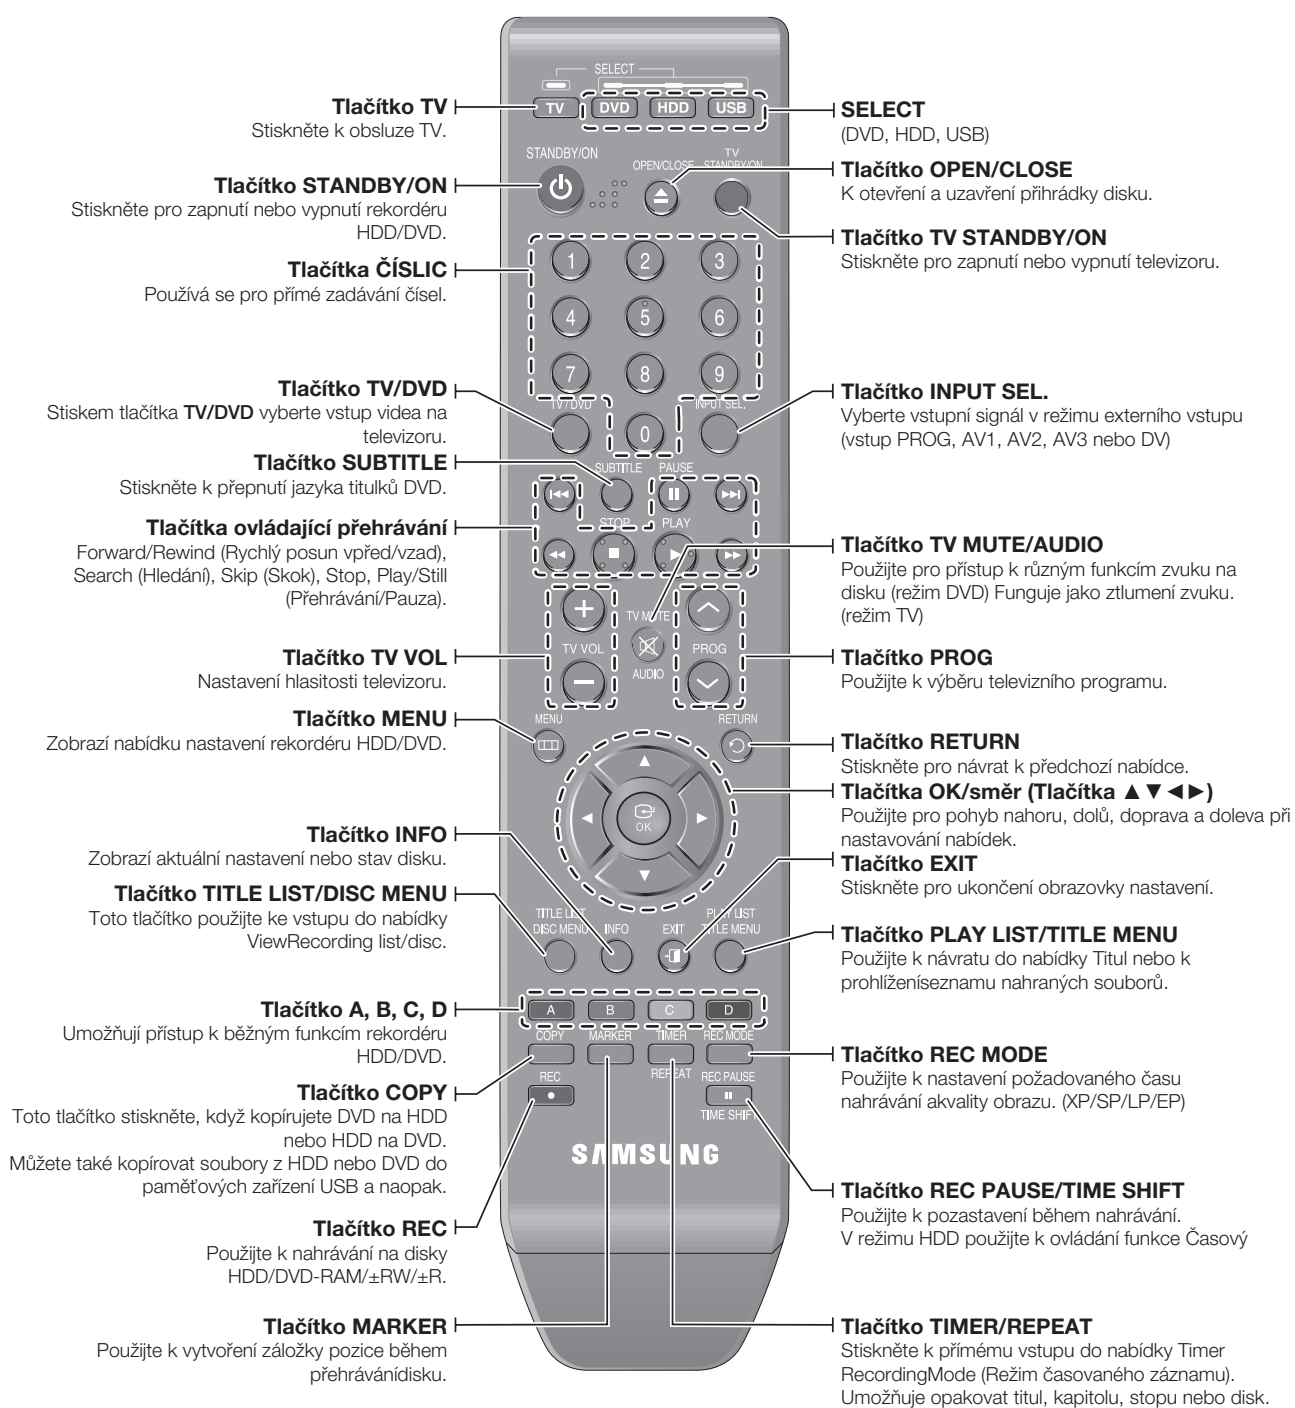 Tlačítko TV
Stiskněte k obsluze TV.
Tlačítko STANDBY/ON
Stiskněte pro zapnutí nebo vypnutí rekordéru
HDD/DVD.
Tlačítka ČÍSLIC
Používá se pro přímé zadávání čísel.
Tlačítko TV/DVD
Stiskem tlačítka TV/DVD vyberte vstup videa na
televizoru.
Tlačítko SUBTITLE
Stiskněte k přepnutí jazyka titulků DVD.
Tlačítka ovládající přehrávání
Forward/Rewind (Rychlý posun vpřed/vzad),
Search (Hledání), Skip (Skok), Stop, Play/Still
(Přehrávání/Pauza).
Tlačítko TV VOL
Nastavení hlasitosti televizoru.
Tlačítko MENU
Zobrazí nabídku nastavení rekordéru HDD/DVD.
Tlačítko INFO
Zobrazí aktuální nastavení nebo stav disku.
Tlačítko TITLE LIST/DISC MENU
Toto tlačítko použijte ke vstupu do nabídky
ViewRecording list/disc.
Tlačítko A, B, C, D
Umožňují přístup k běžným funkcím rekordéru
HDD/DVD.
Tlačítko COPY
Toto tlačítko stiskněte, když kopírujete DVD na HDD
nebo HDD na DVD.
Můžete také kopírovat soubory z HDD nebo DVD do
paměťových zařízení USB a naopak.
Tlačítko REC
Použijte k nahrávání na disky
HDD/DVD-RAM/±RW/±R.
Tlačítko MARKER
Použijte k vytvoření záložky pozice během
přehrávánídisku.
SELECT
TV DVD HDD USB
STANDBY/ON
OPEN/CLOSE
TV
STANDBY/ON
1 2 3
4 5 6
7 8 9
TV / DVD
0
INPUT SEL.
SUBTITLE PAUSE
STOP PLAY
TV MUTE
TV VOL
PROG
AUDIO
MENU
RETURN
OK
TITLE LIST
DISC MENU
INFO
EXIT
PLAY LIST
TITLE MENU
A B C D
COPY MARKER TIMER REC MODE
REC
REPEAT
REC PAUSE
TIME SHIFT
SAMSUNG
SELECT
(DVD, HDD, USB)
Tlačítko OPEN/CLOSE
K otevření a uzavření přihrádky disku.
Tlačítko TV STANDBY/ON
Stiskněte pro zapnutí nebo vypnutí televizoru.
Tlačítko INPUT SEL.
Vyberte vstupní signál v režimu externího vstupu
(vstup PROG, AV1, AV2, AV3 nebo DV)
Tlačítko TV MUTE/AUDIO
Použijte pro přístup k různým funkcím zvuku na
disku (režim DVD) Funguje jako ztlumení zvuku.
(režim TV)
Tlačítko PROG
Použijte k výběru televizního programu.
Tlačítko RETURN
Stiskněte pro návrat k předchozí nabídce.
Tlačítka OK/směr (Tlačítka ▲▼◄►)
Použijte pro pohyb nahoru, dolů, doprava a doleva při
nastavování nabídek.
Tlačítko EXIT
Stiskněte pro ukončení obrazovky nastavení.
Tlačítko PLAY LIST/TITLE MENU
Použijte k návratu do nabídky Titul nebo k
prohlíženíseznamu nahraných souborů.
Tlačítko REC MODE
Použijte k nastavení požadovaného času
nahrávání akvality obrazu. (XP/SP/LP/EP)
Tlačítko REC PAUSE/TIME SHIFT
Použijte k pozastavení během nahrávání.
V režimu HDD použijte k ovládání funkce Časový
Tlačítko TIMER/REPEAT
Stiskněte k přímému vstupu do nabídky Timer
RecordingMode (Režim časovaného záznamu).
Umožňuje opakovat titul, kapitolu, stopu nebo disk.